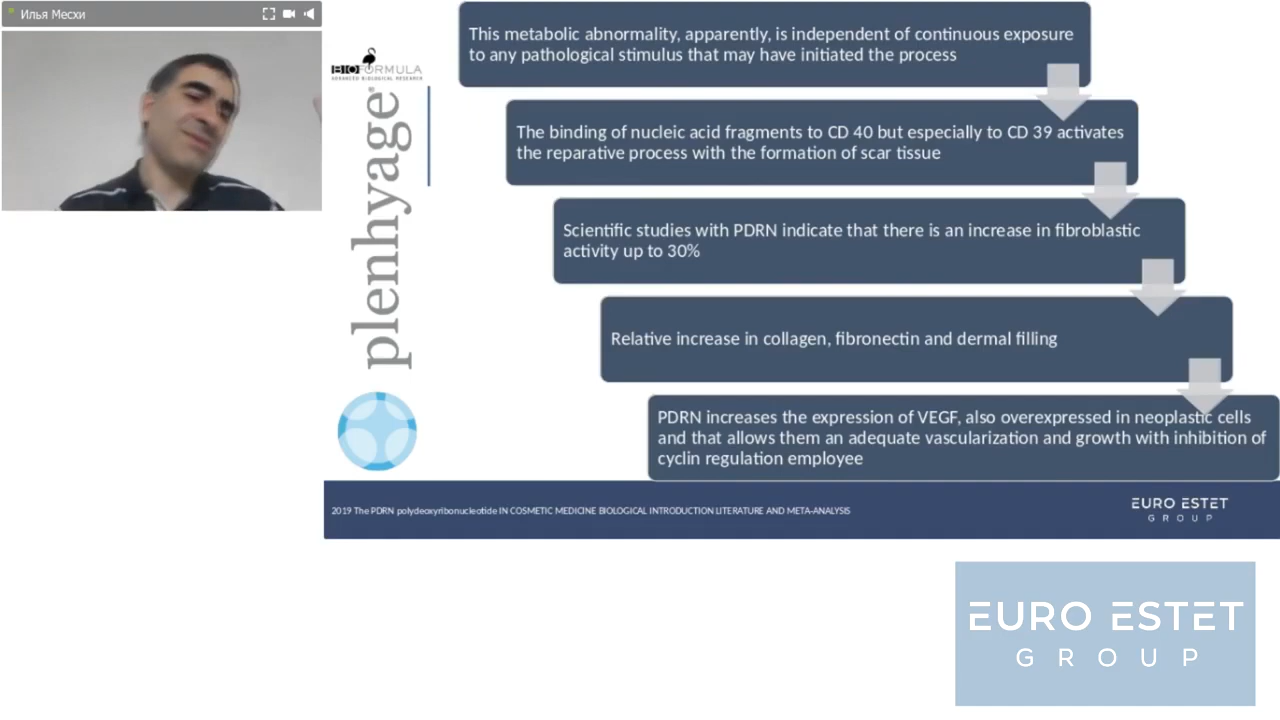 Илья Месхи
BIOFORMULA
ADVANCED BIOLOGICAL RESEARCH
plenhyage®
This metabolic abnormality, apparently, is independent of continuous exposure
to any pathological stimulus that may have initiated the process
The binding of nucleic acid fragments to CD 40 but especially to CD 39 activates
the reparative process with the formation of scar tissue
Scientific studies with PDRN indicate that there is an increase in fibroblastic
activity up to 30%
Relative increase in collagen, fibronectin and dermal filling
PDRN increases the expression of VEGF, also overexpressed in neoplastic cells
and that allows them an adequate vascularization and growth with inhibition of
cyclin regulation employee
2019 The PDRN polydeoxyribonucleotide IN COSMETIC MEDICINE BIOLOGICAL INTRODUCTION LITERATURE AND META-ANALYSIS
EURO ESTET
GROUP
EURO ESTET
GROUP